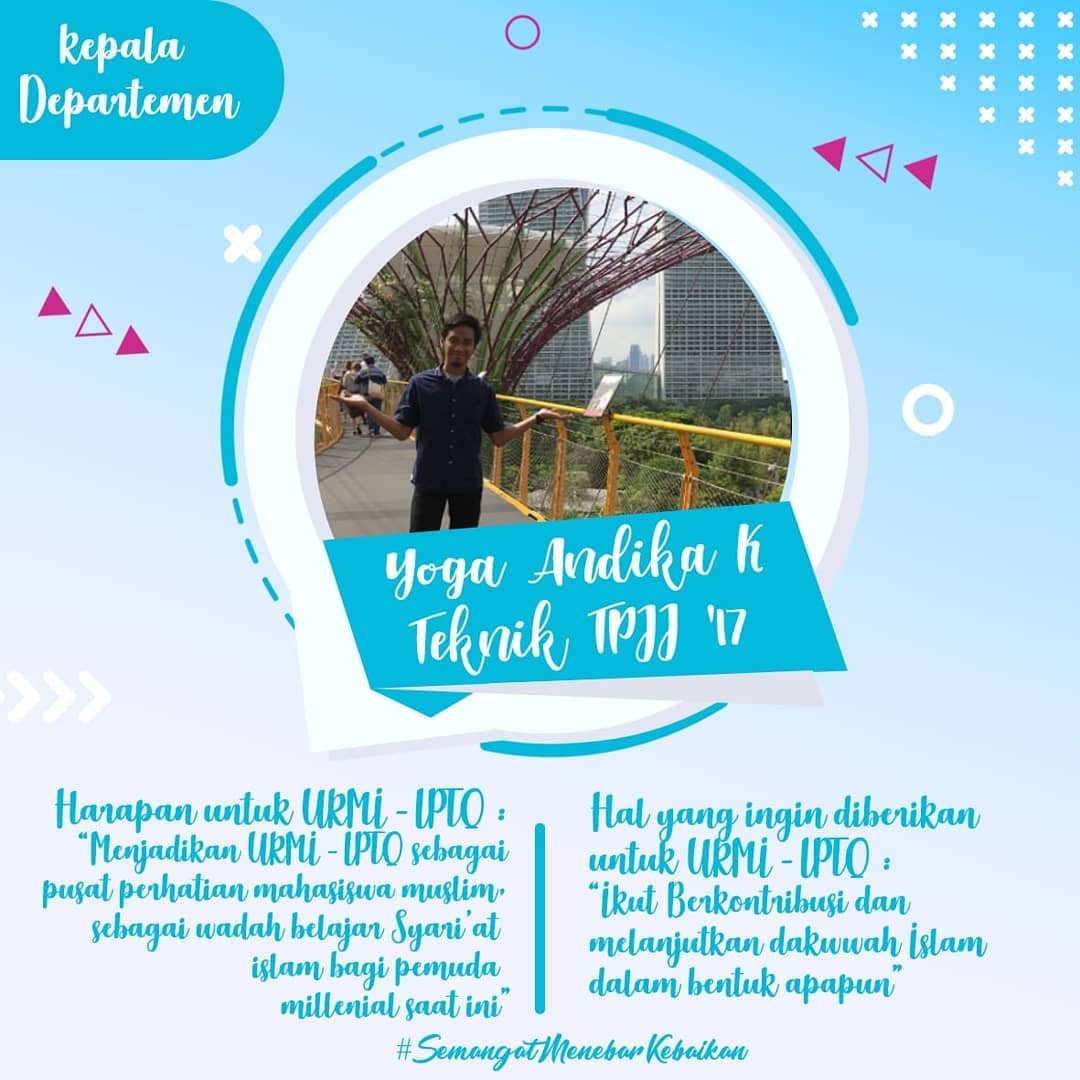 kepala
Departemen
Yoga Andika K
Teknik TPJJ '17
Harapan untuk URMI - LPTQ :
"Menjadikan URMI - LPTQ sebagai
pusat perhatian mahasiswa muslim,
sebagai wadah belajar Syari'at
islam bagi pemuda
millenial saat ini"
Hal yang ingin diberikan
untuk URMI - LPTQ :
"Ikut Berkontribusi dan
melanjutkan dakwwah Islam
dalam bentuk apapun"
#SemangatMenebarKebaikan